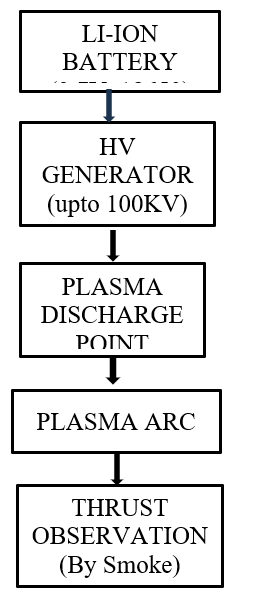 LI-ION
BATTERY
HV
GENERATOR
(upto 100KV)
PLASMA
DISCHARGE
POINT
PLASMA ARC
THRUST
OBSERVATION
(By Smoke)